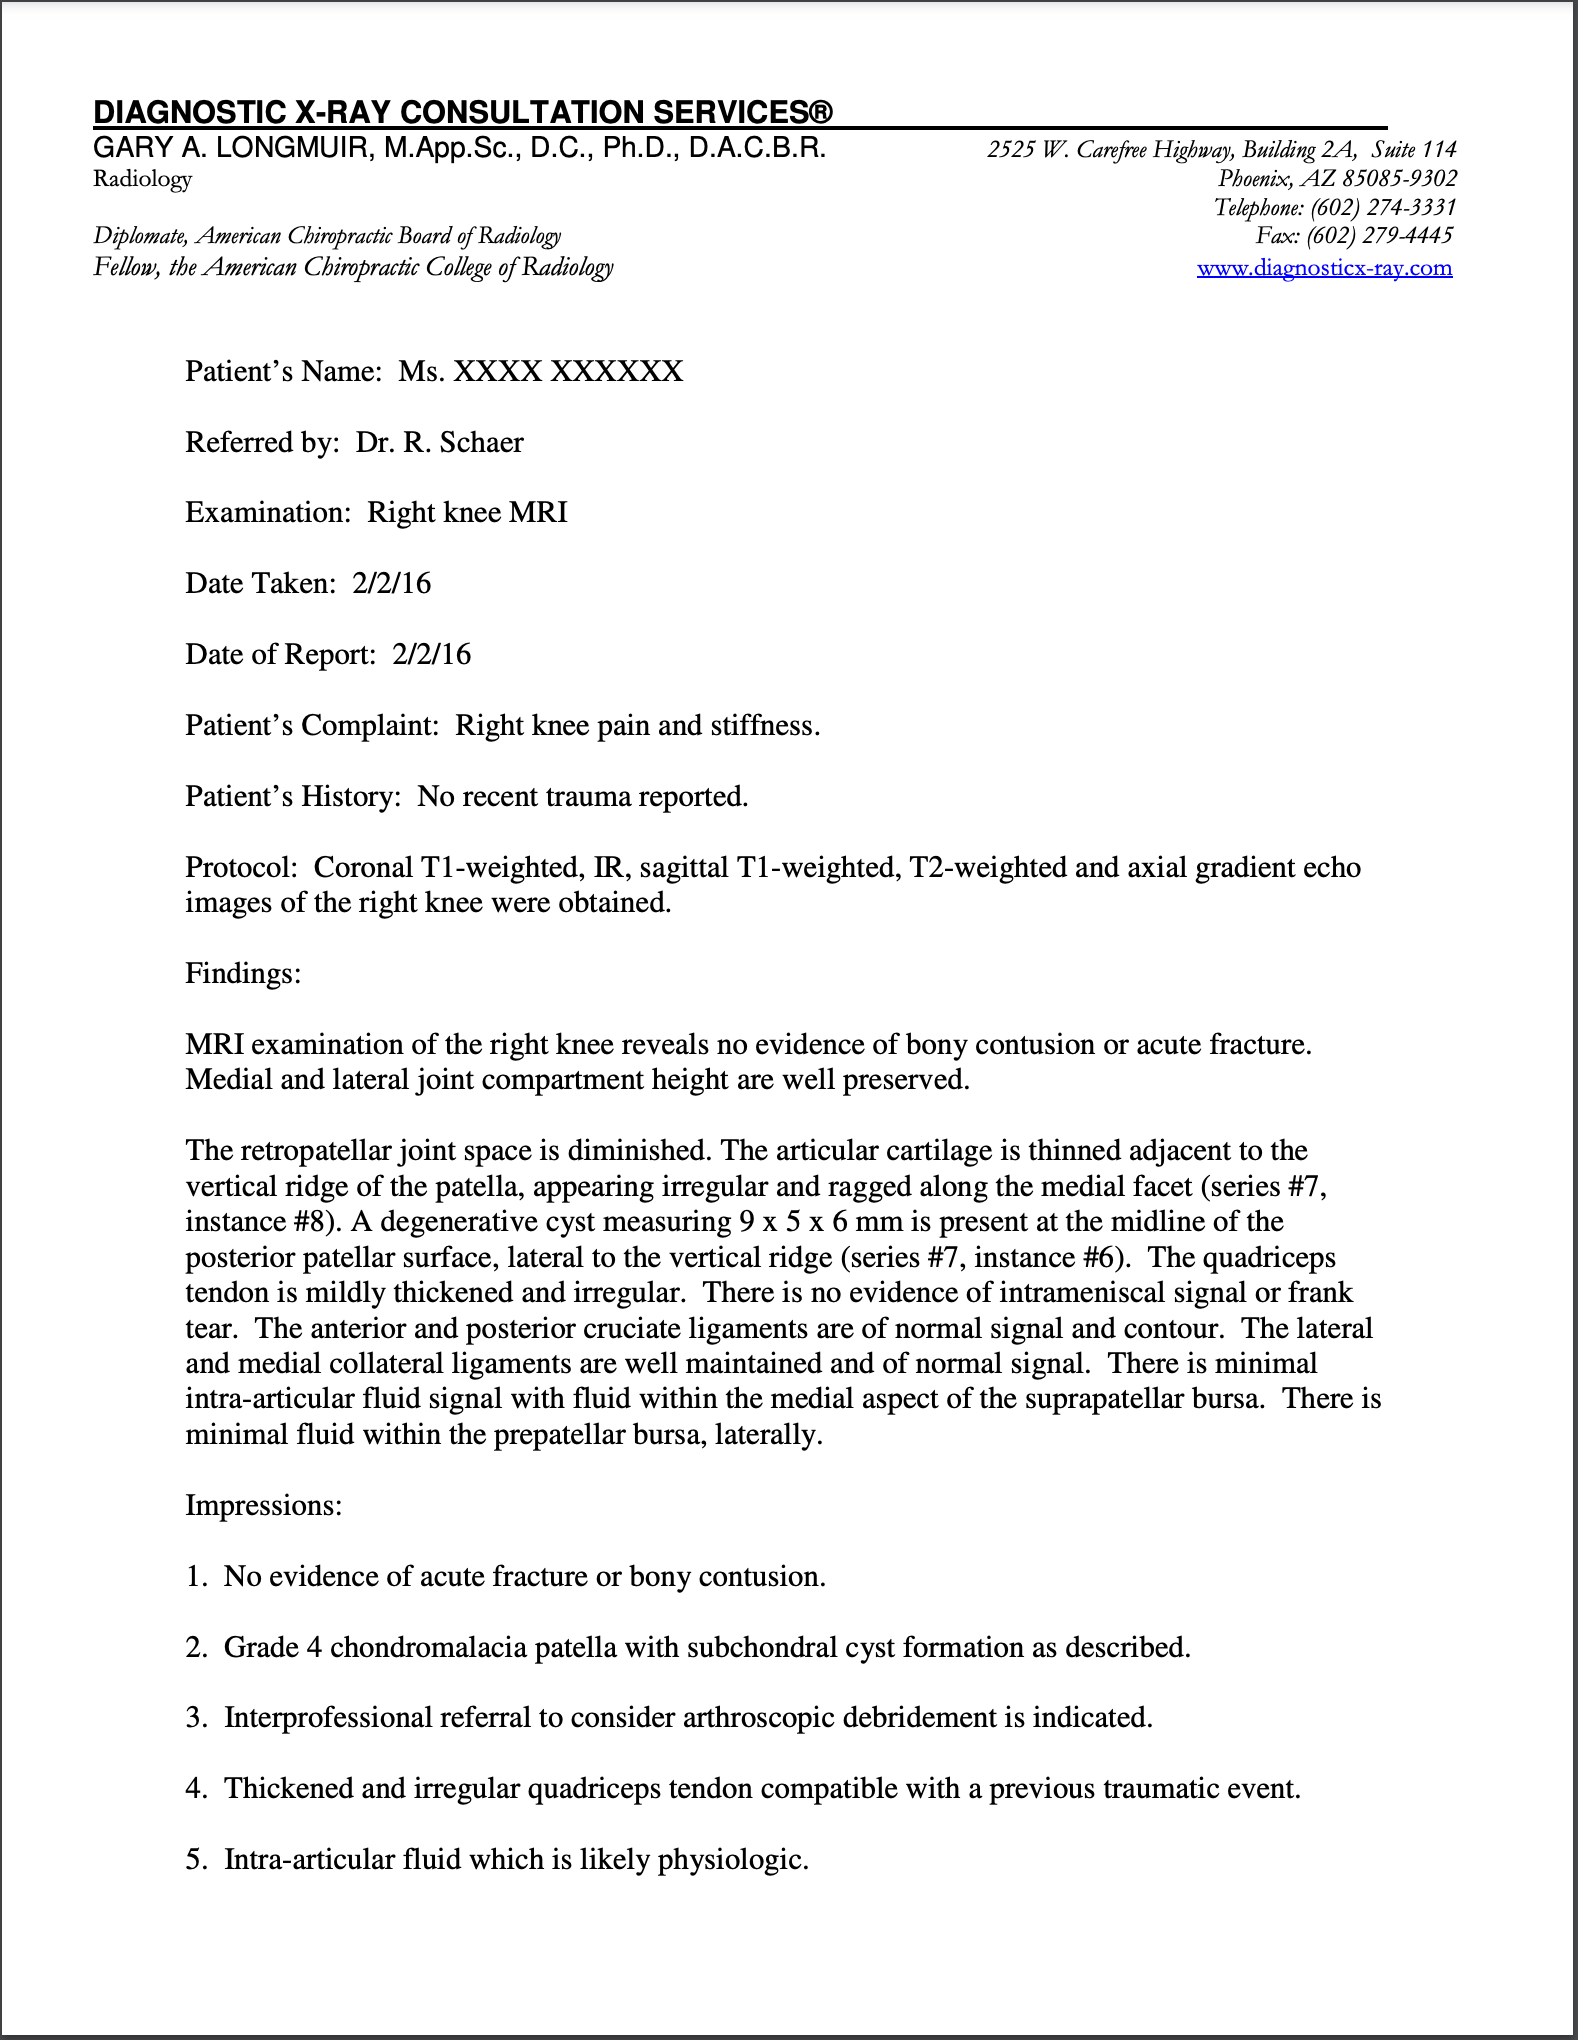 DIAGNOSTIC X-RAY CONSULTATION SERVICES®
GARY A. LONGMUIR, M.App.Sc., D.C., Ph.D., D.A.C.B.R.
Radiology
Diplomate, American Chiropractic Board of Radiology
Fellow, the American Chiropractic College of Radiology
2525 W. Carefree Highway, Building 2A, Suite 114
Phoenix, AZ 85085-9302
Telephone: (602) 274-3331
Fax: (602) 279-4445
www.diagnosticx-ray.com
Patient’s Name: Ms. XXXX XXXXXX
Referred by: Dr. R. Schaer
Examination: Right knee MRI
Date Taken: 2/2/16
Date of Report: 2/2/16
Patient’s Complaint: Right knee pain and stiffness.
Patient’s History: No recent trauma reported.
Protocol: Coronal T1-weighted, IR, sagittal T1-weighted, T2-weighted and axial gradient echo
images of the right knee were obtained.
Findings:
MRI examination of the right knee reveals no evidence of bony contusion or acute fracture.
Medial and lateral joint compartment height are well preserved.
The retropatellar joint space is diminished. The articular cartilage is thinned adjacent to the
vertical ridge of the patella, appearing irregular and ragged along the medial facet (series #7,
instance #8). A degenerative cyst measuring 9 x 5 x 6 mm is present at the midline of the
posterior patellar surface, lateral to the vertical ridge (series #7, instance #6). The quadriceps
tendon is mildly thickened and irregular. There is no evidence of intrameniscal signal or frank
tear. The anterior and posterior cruciate ligaments are of normal signal and contour. The lateral
and medial collateral ligaments are well maintained and of normal signal. There is minimal
intra-articular fluid signal with fluid within the medial aspect of the suprapatellar bursa. There is
minimal fluid within the prepatellar bursa, laterally.
Impressions:
1. No evidence of acute fracture or bony contusion.
2. Grade 4 chondromalacia patella with subchondral cyst formation as described.
3. Interprofessional referral to consider arthroscopic debridement is indicated.
4. Thickened and irregular quadriceps tendon compatible with a previous traumatic event.
5. Intra-articular fluid which is likely physiologic.